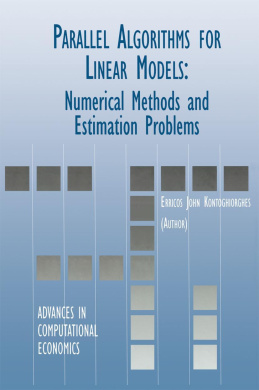 PARALLEL ALGORITHMS FOR
LINEAR MODELS:
Numerical Methods and
Estimation Problems
ERRICOS JOHN KONTOGHIORGHES
(AUTHOR)
ADVANCES IN
COMPUTATIONAL
ECONOMICS